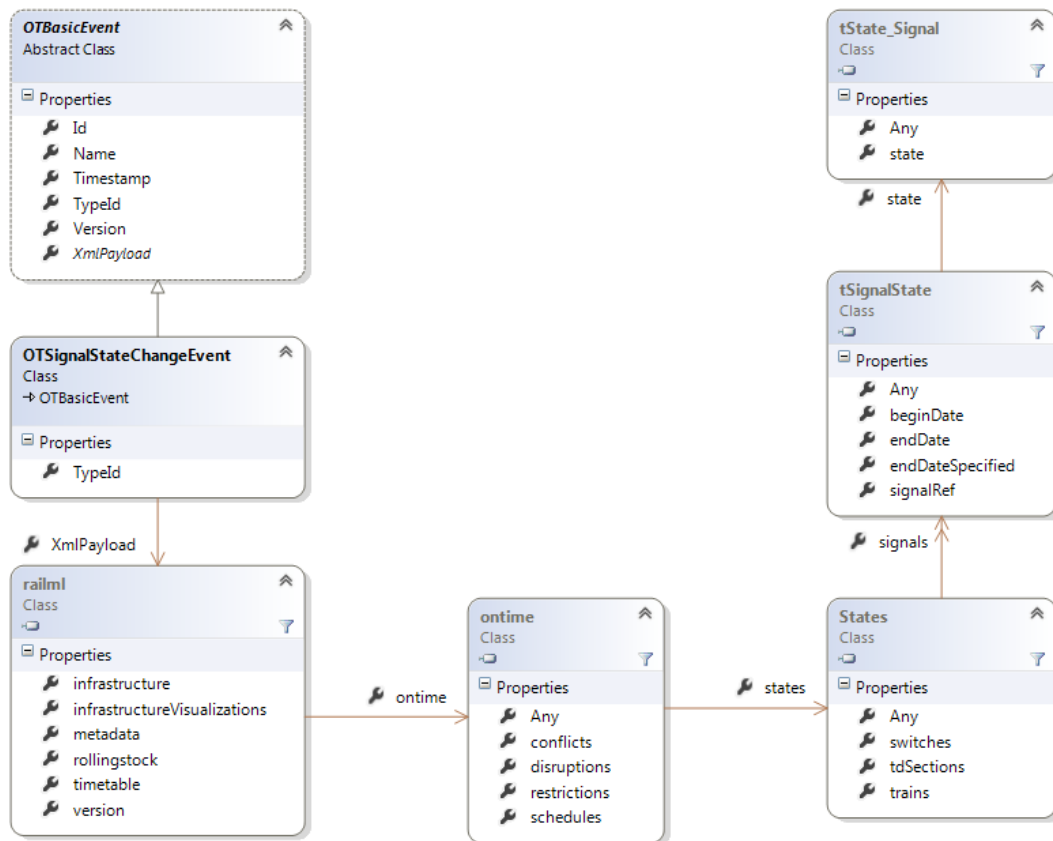 OTBasicEvent
Abstract Class
Properties
Id
Name
Timestamp
TypeId
Version
XmlPayload
OTSignalStateChangeEvent
Class
OTBasicEvent
Properties
TypeId
XmlPayload
railml
Class
Properties
infrastructure
infrastructureVisualizations
metadata
rollingstock
timetable
version
ontime
ontime
Class
Properties
Any
conflicts
disruptions
restrictions
schedules
states
States
Class
Properties
Any
switches
tdSections
trains
signals
tSignalState
Class
Properties
Any
beginDate
endDate
endDateSpecified
signalRef
state
tState_Signal
Class
Properties
Any
state